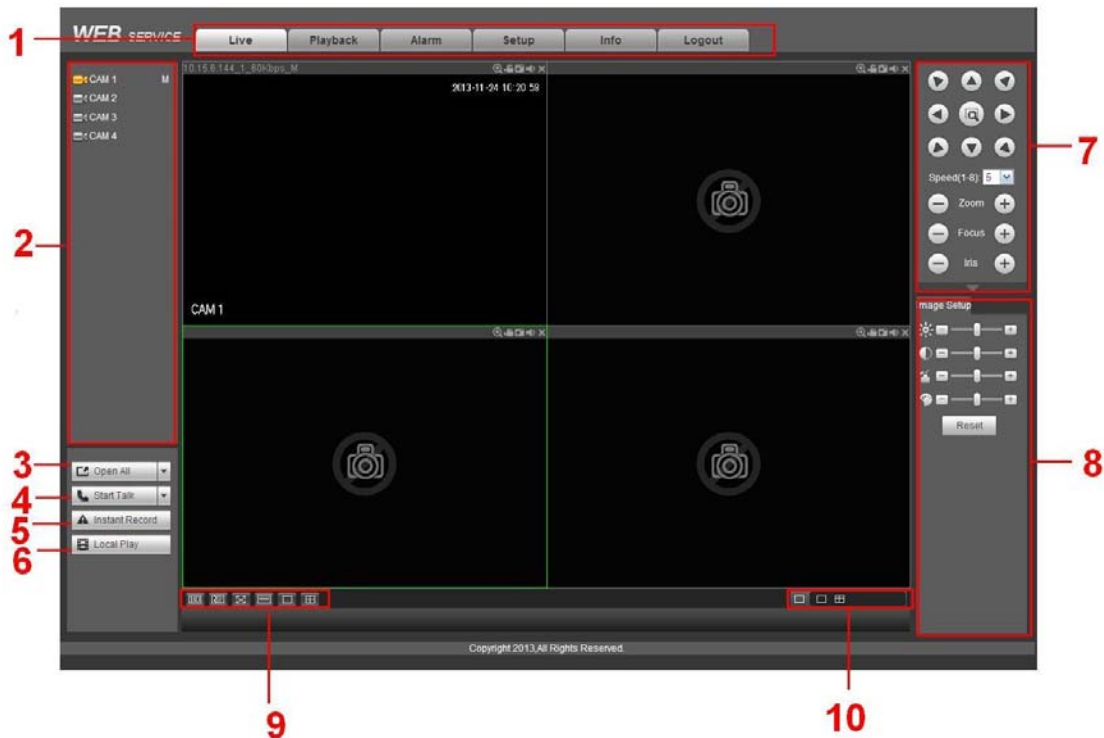 WEB SERVICE
Live Playback Alarm Setup Info Logout
1
CAM 1 M
CAM 2
CAM 3
CAM 4
2
10.15.6.144_1_60Kbps_M
2013-11-24 10:20:59
CAM 1
Speed(1-8): 5
Zoom
Focus
Iris
7
mage Setup
Reset
8
3
Open All
4
Start Talk
5
Instant Record
6
Local Play
9
10
Copyright 2013,All Rights Reserved.